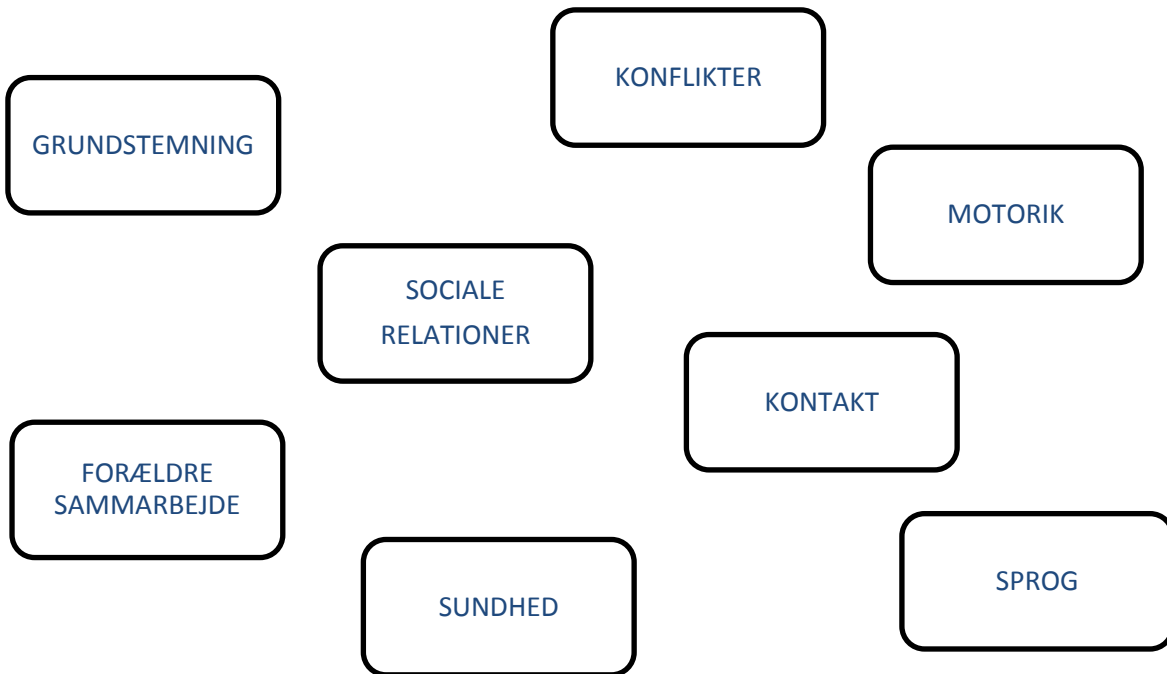 KONFLIKTER
GRUNDSTEMNING
MOTORIK
SOCIALE
RELATIONER
KONTAKT
FORÆLDRE
SAMMARBEJDE
SPROG
SUNDHED